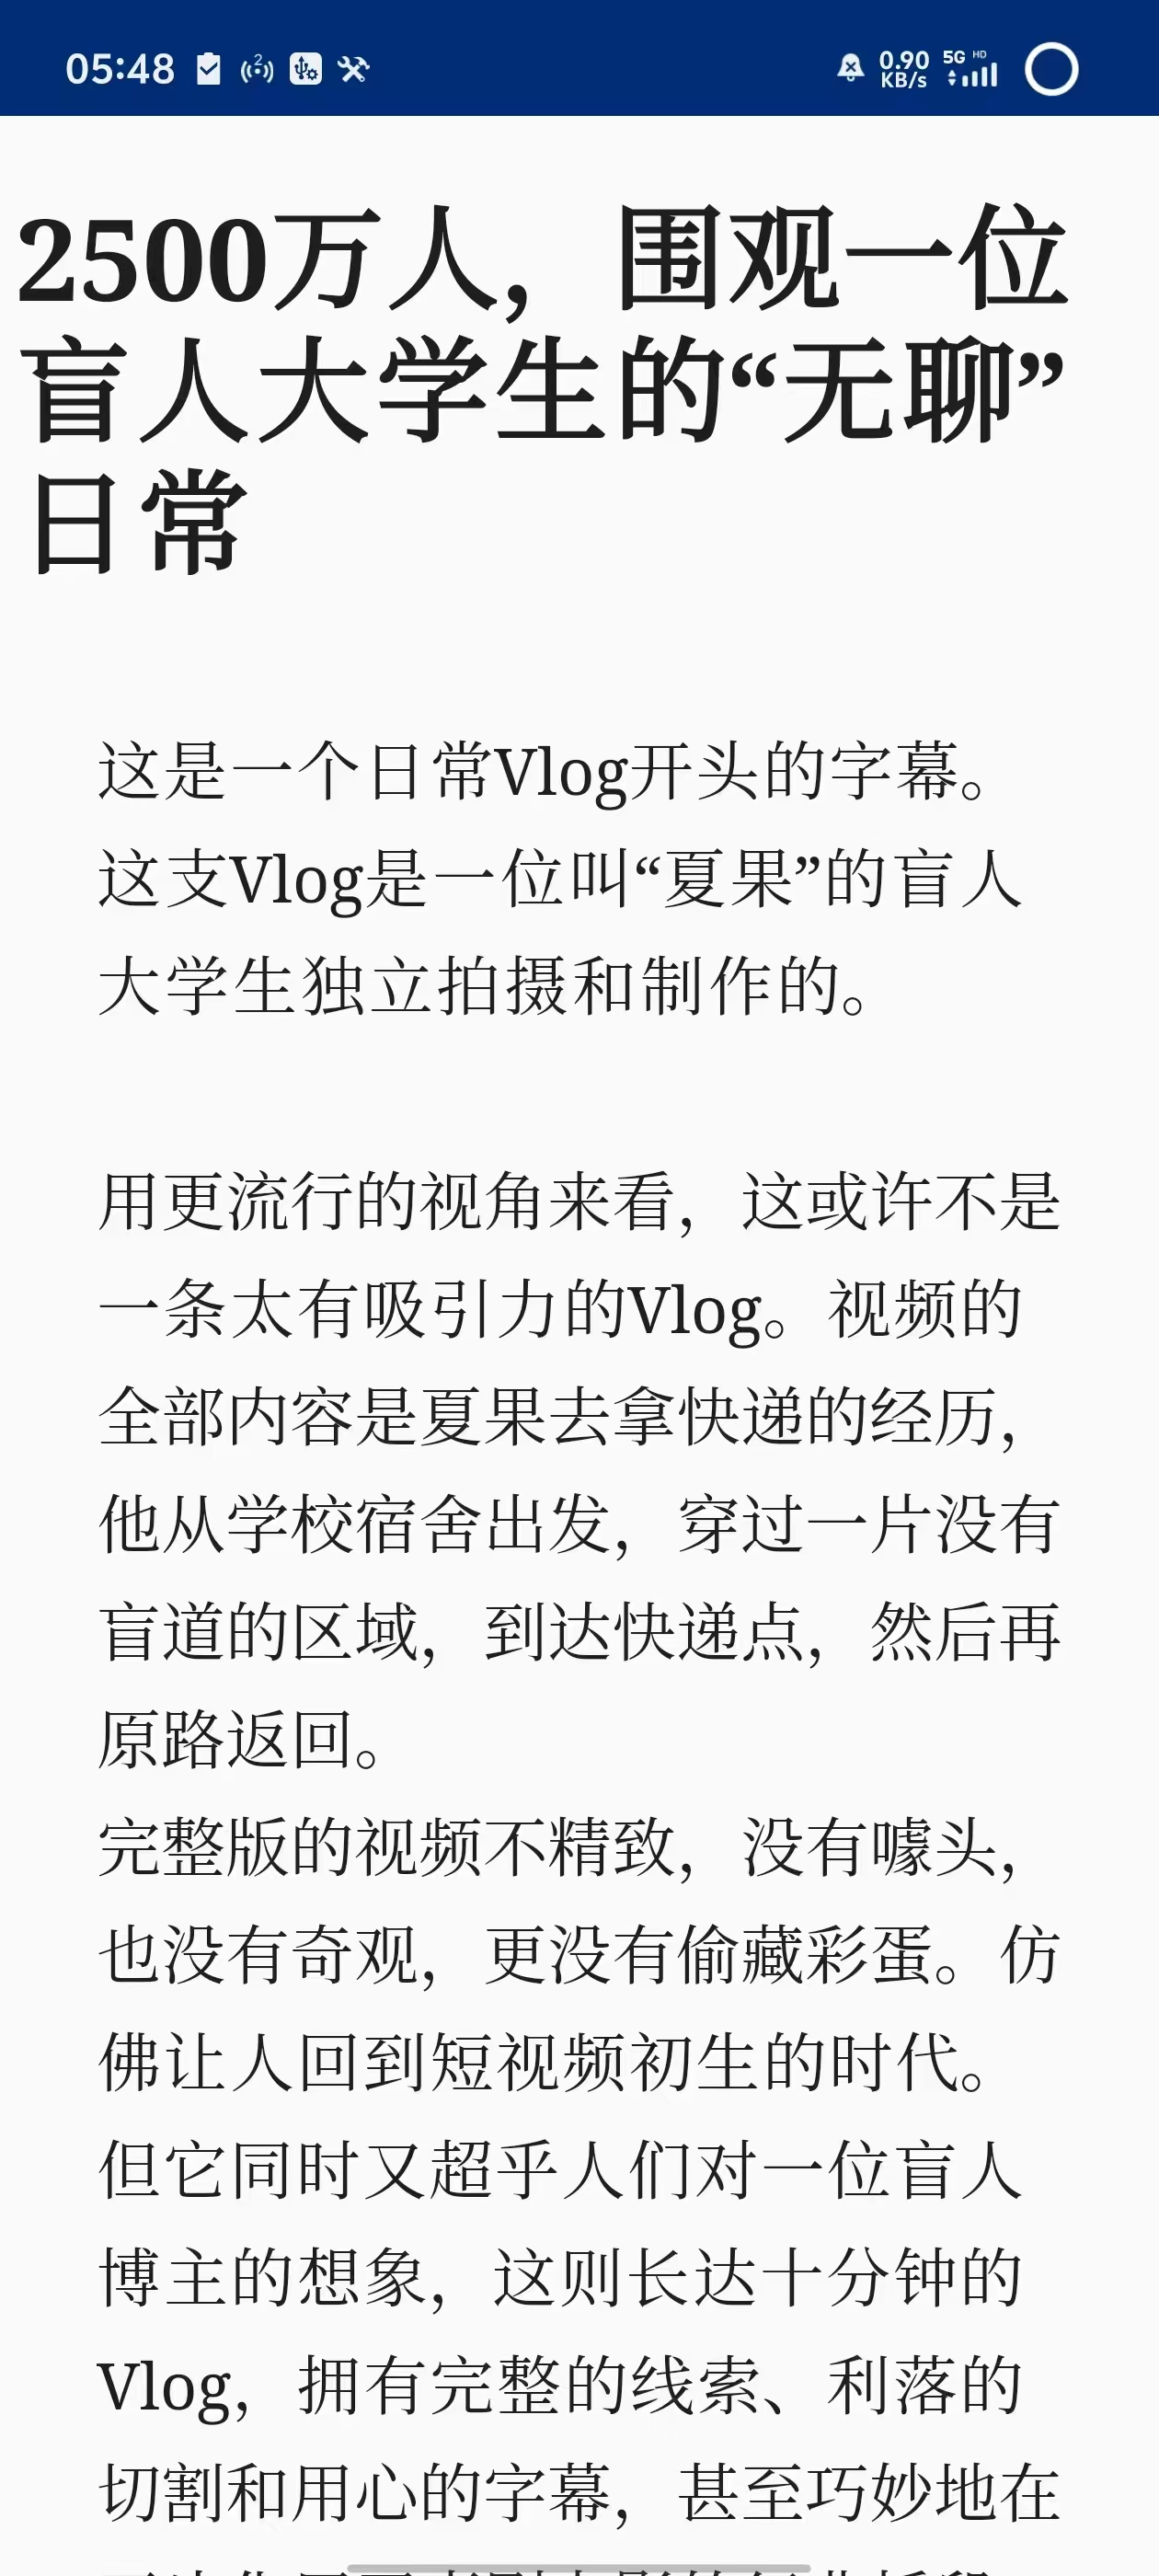 05:48
2
0.90
KB/s
5G HD
2500万人，围观一位
盲人大学生的“无聊”
日常
这是一个日常Vlog开头的字幕。
这支Vlog是一位叫“夏果”的盲人
大学生独立拍摄和制作的。
用更流行的视角来看，这或许不是
一条太有吸引力的Vlog。视频的
全部内容是夏果去拿快递的经历，
他从学校宿舍出发，穿过一片没有
盲道的区域，到达快递点，然后再
原路返回。
完整版的视频不精致，没有噱头，
也没有奇观，更没有偷藏彩蛋。仿
佛让人回到短视频初生的时代。
但它同时又超乎人们对一位盲人
博主的想象，这则长达十分钟的
Vlog，拥有完整的线索、利落的
切割和用心的字幕，甚至巧妙地在